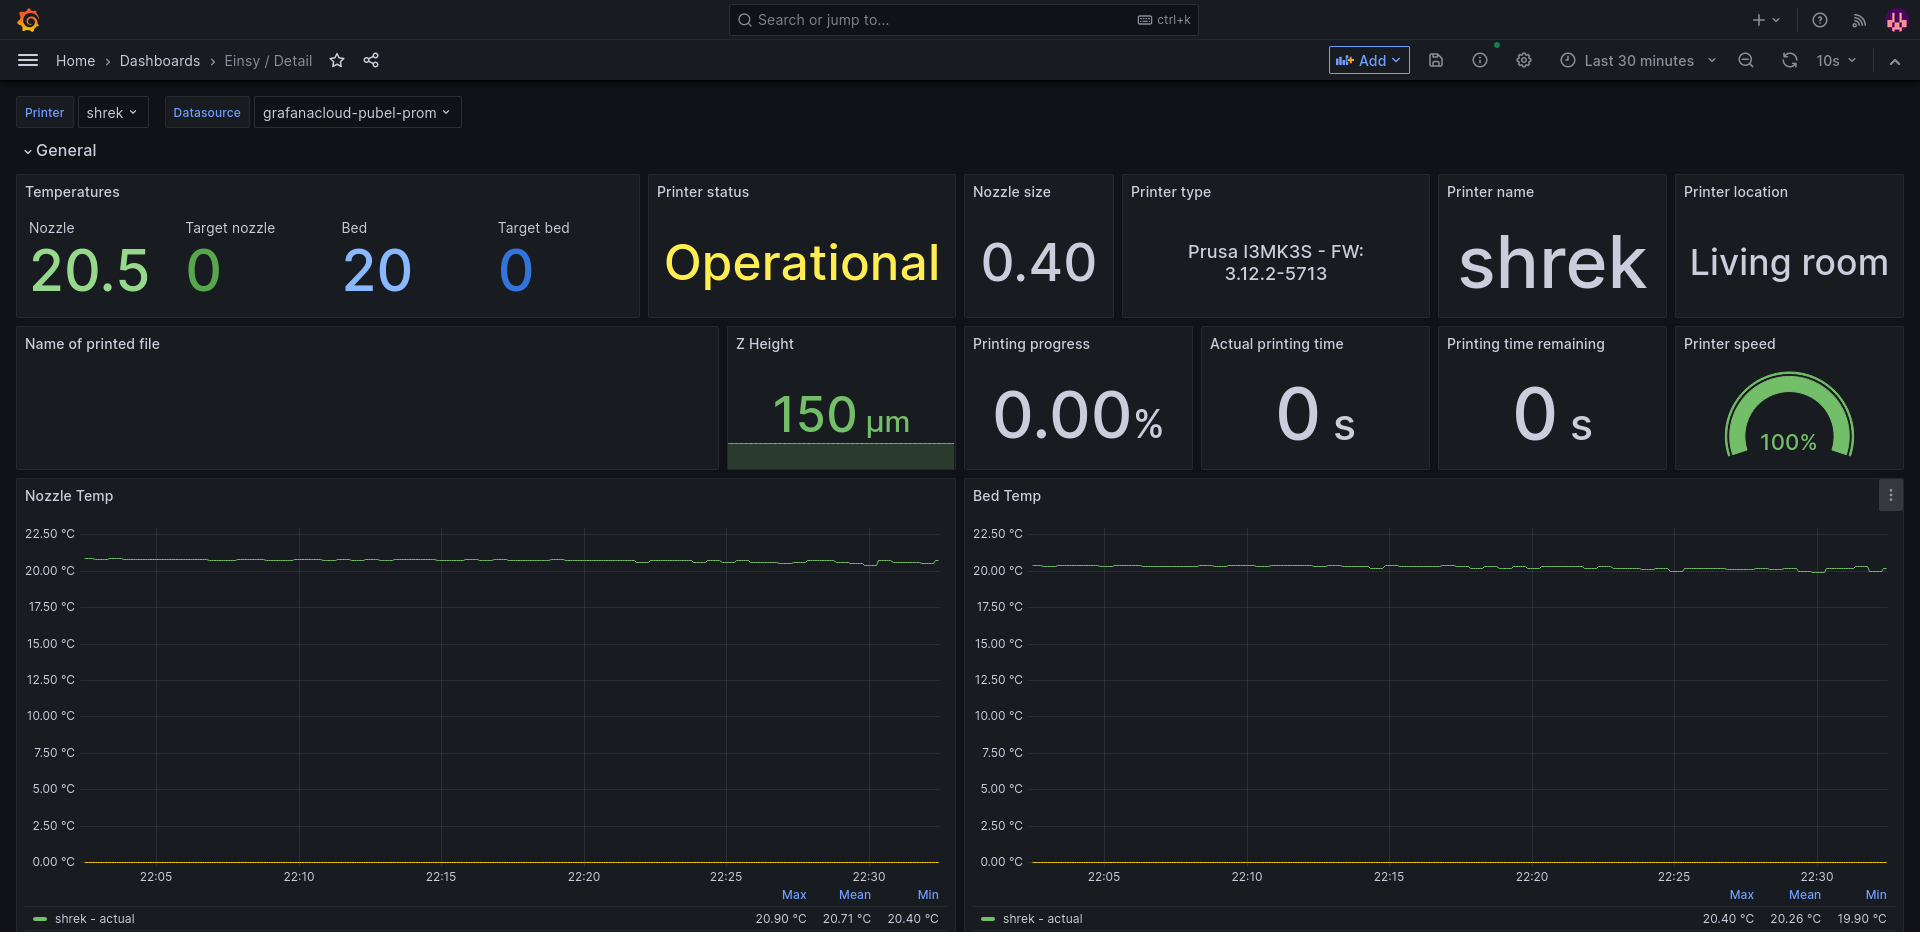 Search or jump to...
ctrl+k
Home › Dashboards › Einsy / Detail
Add
Last 30 minutes
10s
Printer
shrek
Datasource
grafanacloud-pubel-prom
General
Temperatures
Nozzle
20.5
Target nozzle
0
Bed
20
Target bed
0
Printer status
Operational
Nozzle size
0.40
Printer type
Prusa I3MK3S - FW:
3.12.2-5713
Printer name
shrek
Printer location
Living room
Name of printed file
Z Height
150 µm
Printing progress
0.00%
Actual printing time
0 s
Printing time remaining
0 s
Printer speed
100%
Nozzle Temp
22.50 °C
20.00 °C
17.50 °C
15.00 °C
12.50 °C
10.00 °C
7.50 °C
5.00 °C
2.50 °C
0.00 °C
22:05 22:10 22:15 22:20 22:25 22:30
Max Mean Min
shrek - actual 20.90 °C 20.71 °C 20.40 °C
Bed Temp
22.50 °C
20.00 °C
17.50 °C
15.00 °C
12.50 °C
10.00 °C
7.50 °C
5.00 °C
2.50 °C
0.00 °C
22:05 22:10 22:15 22:20 22:25 22:30
Max Mean Min
shrek - actual 20.40 °C 20.26 °C 19.90 °C